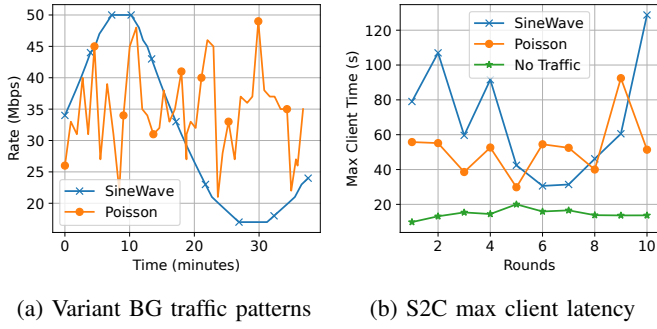 50
45
40
35
30
25
20
Rate (Mbps)
SineWave
Poisson
0
10
20
30
Time (minutes)
(a) Variant BG traffic patterns
120
100
80
60
40
20
Max Client Time (s)
SineWave
Poisson
No Traffic
2
4
6
8
10
Rounds
(b) S2C max client latency